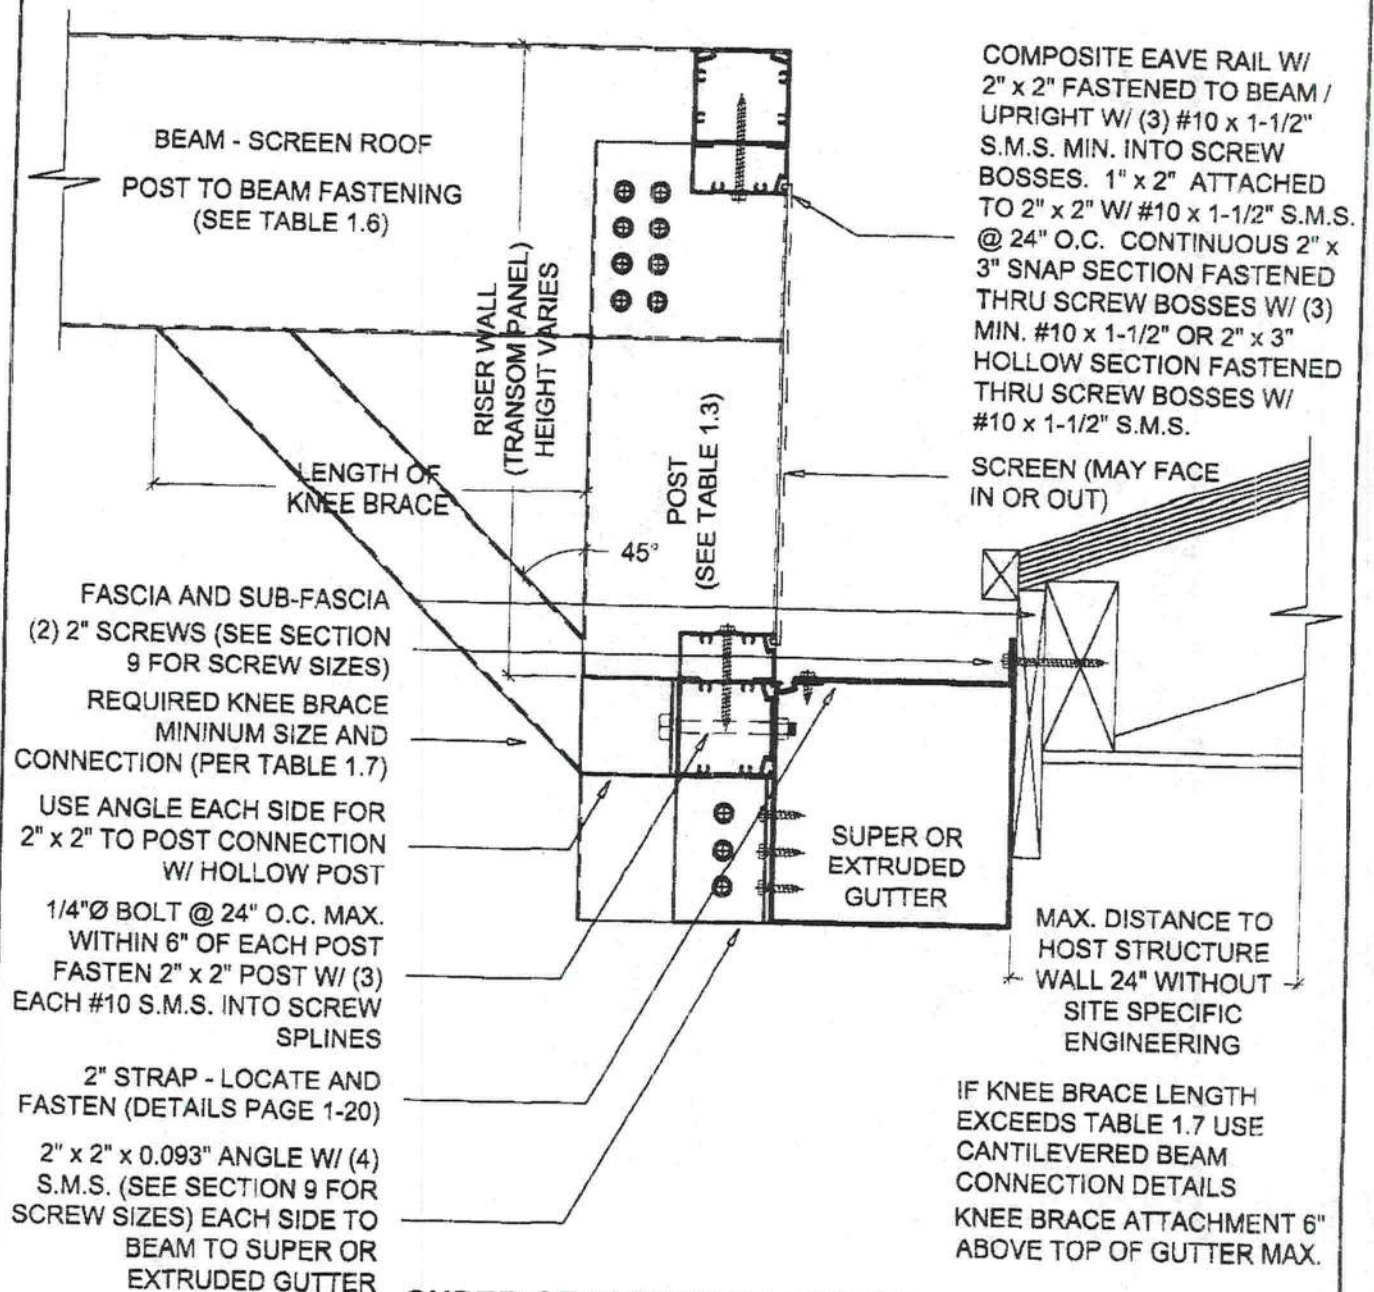 BEAM - SCREEN ROOF
POST TO BEAM FASTENING
(SEE TABLE 1.6)
RISER WALL
(TRANSOM PANEL)
HEIGHT VARIES
LENGTH OF
KNEE BRACE
45°
POST
(SEE TABLE 1.3)
COMPOSITE EAVE RAIL W/
2" x 2" FASTENED TO BEAM /
UPRIGHT W/ (3) #10 x 1-1/2"
S.M.S. MIN. INTO SCREW
BOSSES. 1" x 2" ATTACHED
TO 2" x 2" W/ #10 x 1-1/2" S.M.S.
@ 24" O.C. CONTINUOUS 2" x
3" SNAP SECTION FASTENED
THRU SCREW BOSSES W/ (3)
MIN. #10 x 1-1/2" OR 2" x 3"
HOLLOW SECTION FASTENED
THRU SCREW BOSSES W/
#10 x 1-1/2" S.M.S.
SCREEN (MAY FACE
IN OR OUT)
FASCIA AND SUB-FASCIA
(2) 2" SCREWS (SEE SECTION
9 FOR SCREW SIZES)
REQUIRED KNEE BRACE
MININUM SIZE AND
CONNECTION (PER TABLE 1.7)
USE ANGLE EACH SIDE FOR
2" x 2" TO POST CONNECTION
W/ HOLLOW POST
1/4"Ø BOLT @ 24" O.C. MAX.
WITHIN 6" OF EACH POST
FASTEN 2" x 2" POST W/ (3)
EACH #10 S.M.S. INTO SCREW
SPLINES
2" STRAP - LOCATE AND
FASTEN (DETAILS PAGE 1-20)
2" x 2" x 0.093" ANGLE W/ (4)
S.M.S. (SEE SECTION 9 FOR
SCREW SIZES) EACH SIDE TO
BEAM TO SUPER OR
EXTRUDED GUTTER
SUPER OR
EXTRUDED
GUTTER
MAX. DISTANCE TO
HOST STRUCTURE
WALL 24" WITHOUT
SITE SPECIFIC
ENGINEERING
IF KNEE BRACE LENGTH
EXCEEDS TABLE 1.7 USE
CANTILEVERED BEAM
CONNECTION DETAILS
KNEE BRACE ATTACHMENT 6"
ABOVE TOP OF GUTTER MAX.